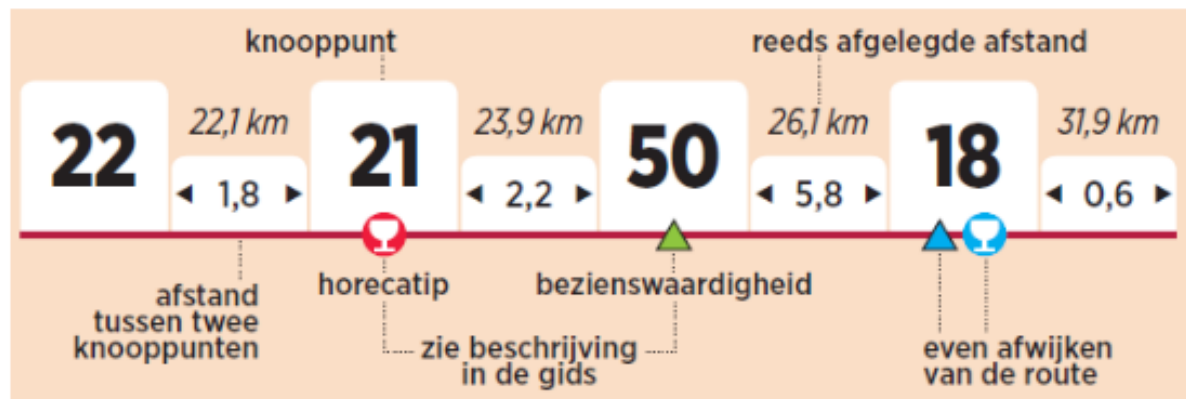 knooppunt
reeds afgelegde afstand
22 22,1 km 21 23,9 km 50 26,1 km 18 31,9 km
◄ 1,8 ► ◄ 2,2 ► ◄ 5,8 ► ◄ 0,6 ►
afstand
tussen twee
knooppunten
horecatip
bezienswaardigheid
zie beschrijving
in de gids
even afwijken
van de route